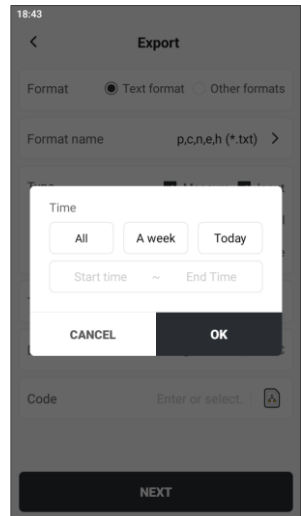 18:43
Export
Format Text format Other formats
Format name p,c,n,e,h (*.txt)
Time
All A week Today
Start time ~ End Time
CANCEL OK
Code Enter or select.
NEXT